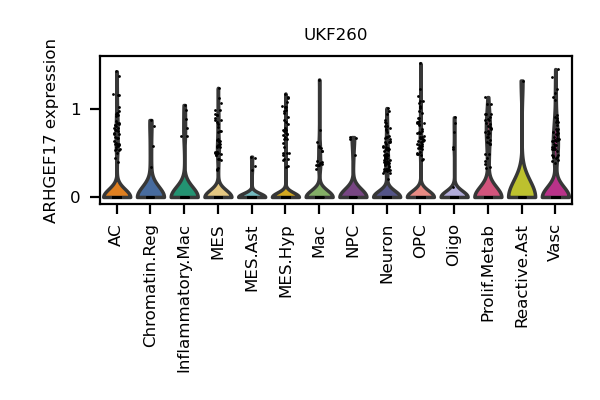 UKF260
ARHGEF17 expression
1
0
AC
Chromatin.Reg
Inflammatory.Mac
MES
MES.Ast
MES.Hyp
Mac
NPC
Neuron
OPC
Oligo
Prolif.Metab
Reactive.Ast
Vasc